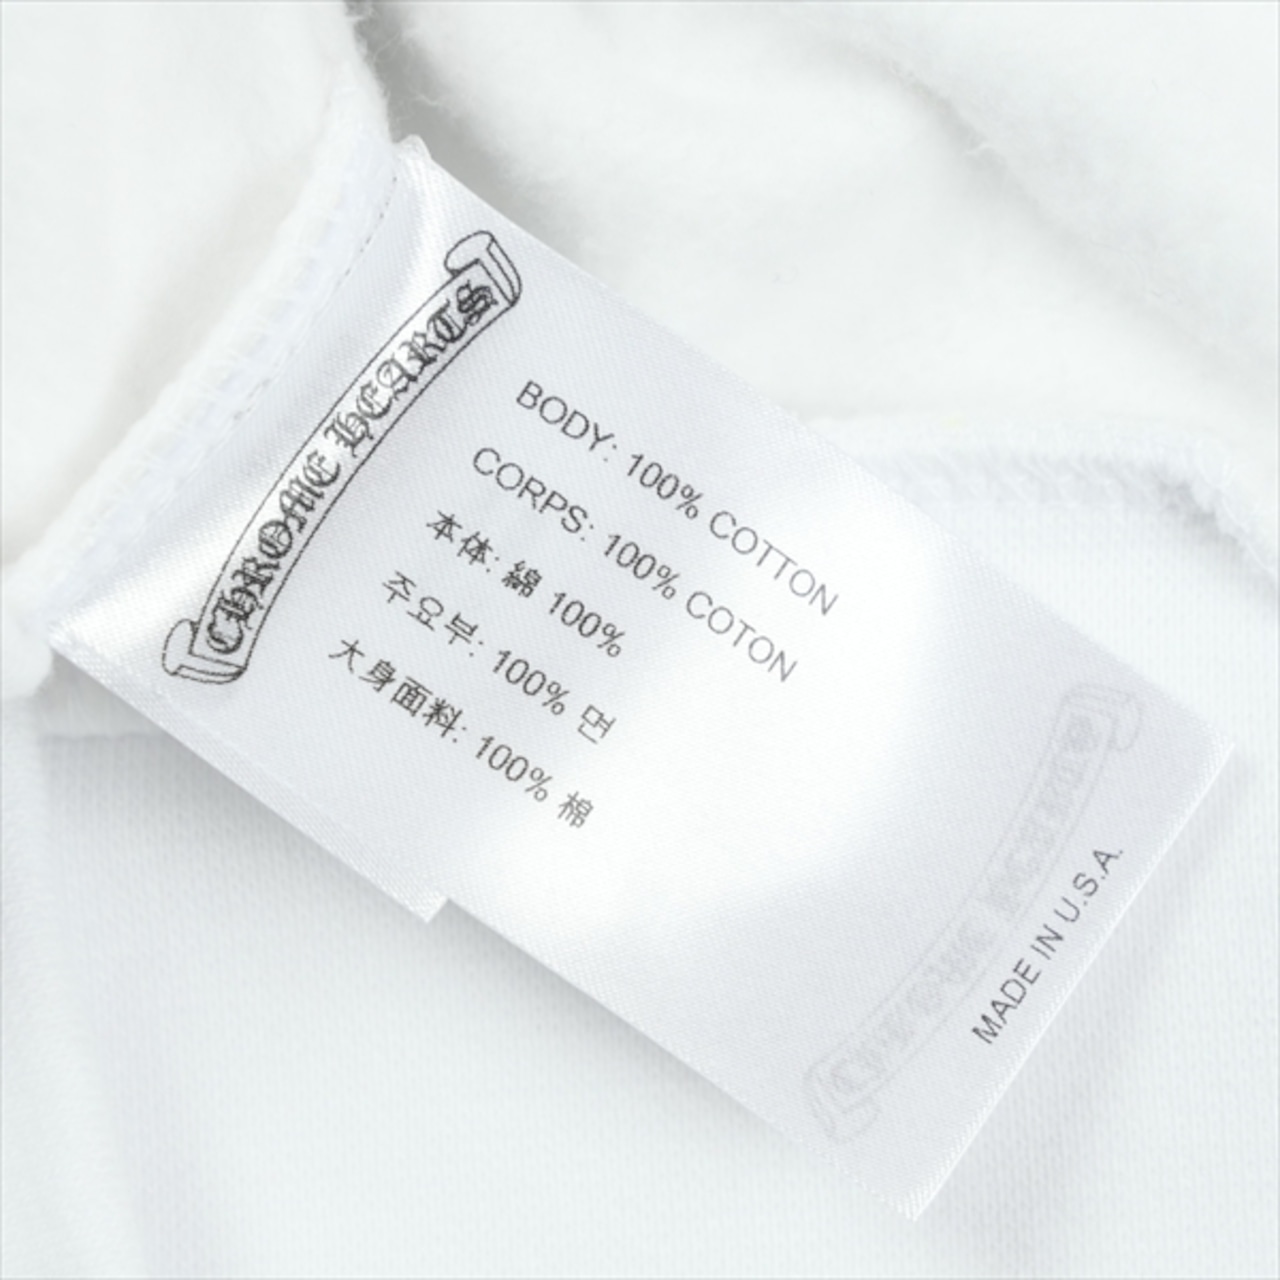 CHROME HEARTS
BODY: 100% COTTON
CORPS: 100% COTON
本体: 綿 100%
주요부: 100% 면
大身面料: 100% 棉
MADE IN U.S.A.